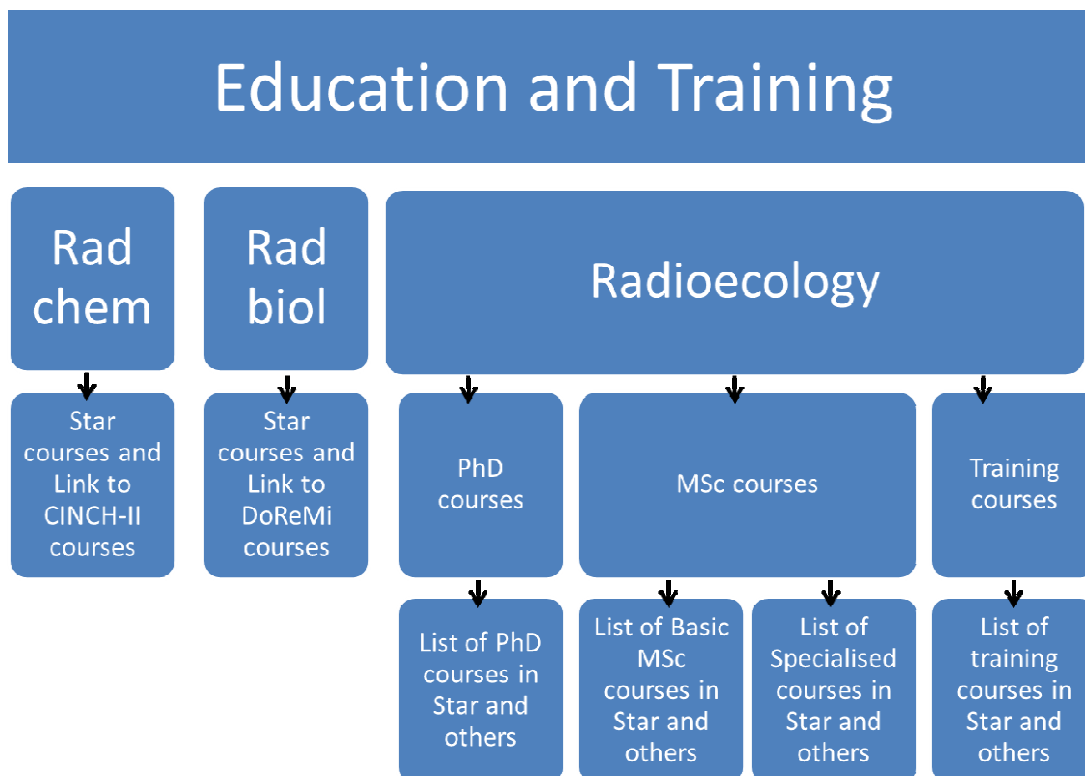 Education and Training
Rad
chem
Rad
biol
Radioecology
Star
courses and
Link to
CINCH-II
courses
Star
courses and
Link to
DoReMi
courses
PhD
courses
MSc courses
Training
courses
List of PhD
courses in
Star and
others
List of Basic
MSc
courses in
Star and
others
List of
Specialised
courses in
Star and
others
List of
training
courses in
Star and
others